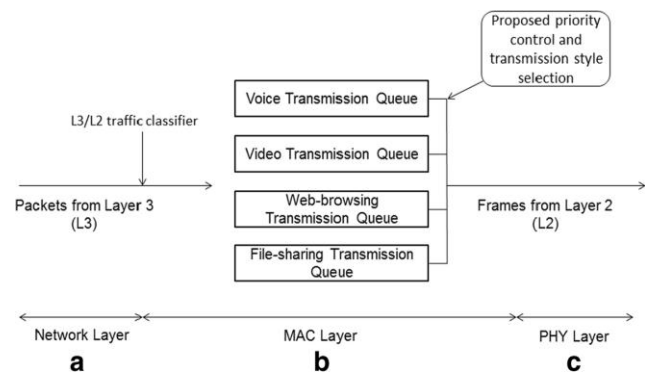 Proposed priority
control and
transmission style
selection
Voice Transmission Queue
L3/L2 traffic classifier
Video Transmission Queue
Packets from Layer 3
(L3)
Web-browsing
Transmission Queue
Frames from Layer 2
(L2)
File-sharing Transmission
Queue
Network Layer
MAC Layer
PHY Layer
a
b
c